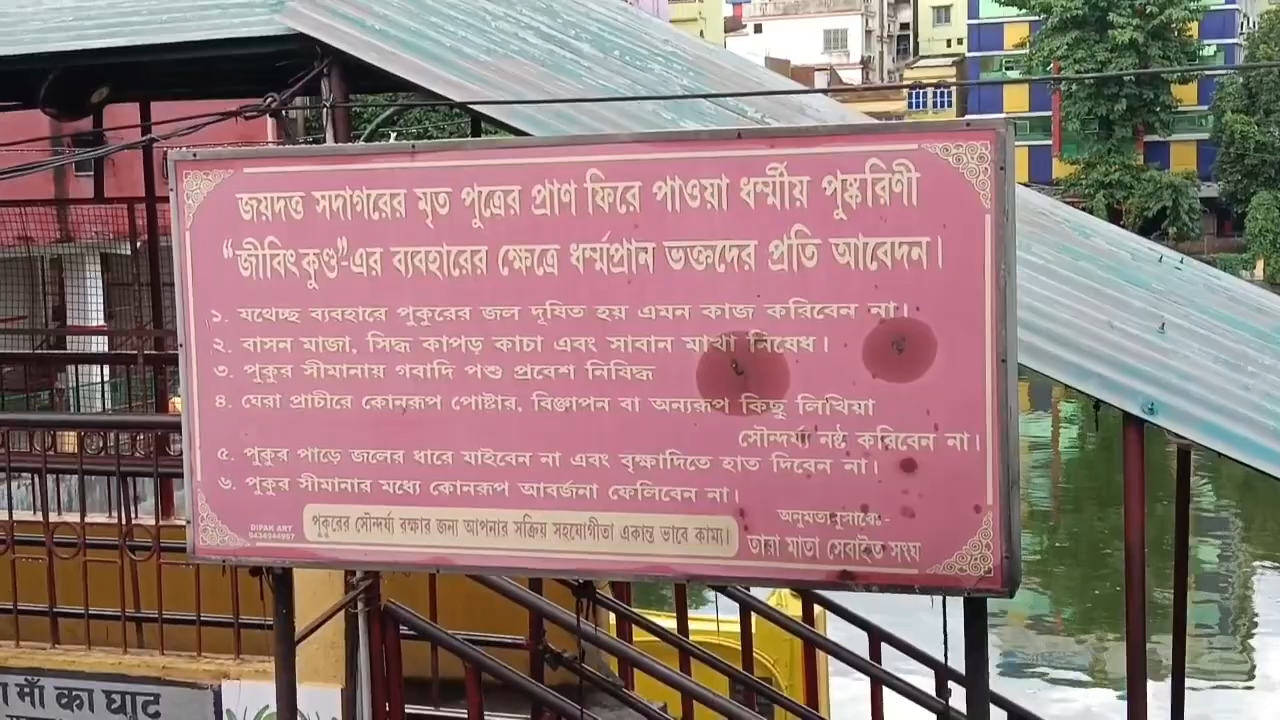 জয়দত্ত সদাগরের মৃত পুত্রের প্রাণ ফিরে পাওয়া ধর্ম্মীয় পুষ্করিণী
“জীবিৎ কুণ্ড”-এর ব্যবহারের ক্ষেত্রে ধর্ম্মপ্রান ভক্তদের প্রতি আবেদন।
১. যথেচ্ছ ব্যবহারে পুকুরের জল দূষিত হয় এমন কাজ করিবেন না।
২. বাসন মাজা, সিদ্ধ কাপড় কাচা এবং সাবান মাখা নিষেধ।
৩. পুকুর সীমানায় গবাদি পশু প্রবেশ নিষিদ্ধ
৪. ঘেরা প্রাচীরে কোনরূপ পোষ্টার, বিজ্ঞাপন বা অন্যরূপ কিছু লিখিয়া
সৌন্দর্য্য নষ্ট করিবেন না।
৫. পুকুর পাড়ে জলের ধারে যাইবেন না এবং বৃক্ষাদিতে হাত দিবেন না।
৬. পুকুর সীমানার মধ্যে কোনরূপ আবর্জনা ফেলিবেন না।
পুকুরের সৌন্দর্য্য রক্ষার জন্য আপনার সক্রিয় সহযোগীতা একান্ত ভাবে কাম্য।
অনুমত্যানুসারেঃ-
তারা মাতা সেবাইত সংঘ
DIPAK ART
9434944957
माँ का घाट